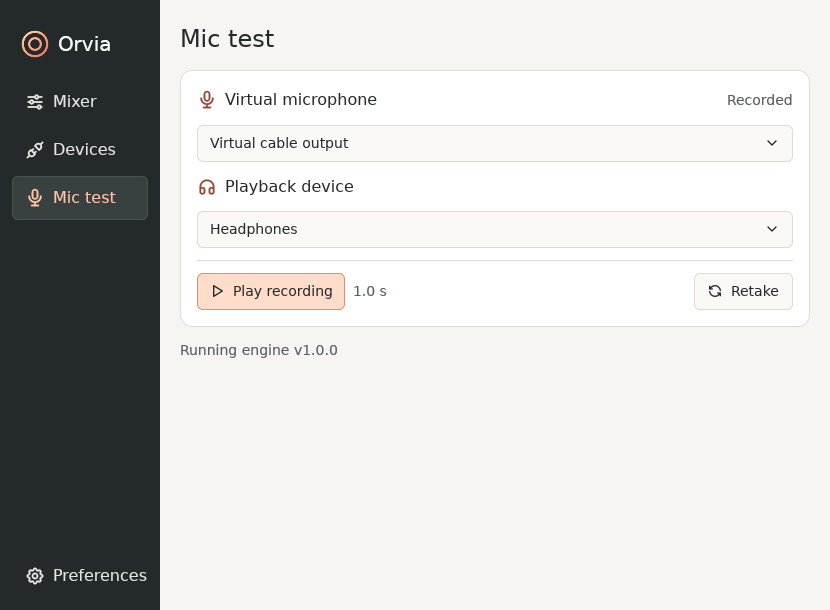 Orvia
Mixer
Devices
Mic test
Preferences
Mic test
Virtual microphone
Recorded
Virtual cable output
Playback device
Headphones
Play recording
1.0 s
Retake
Running engine v1.0.0